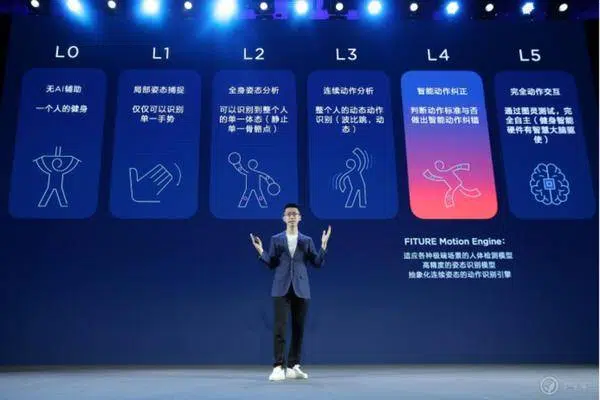 L0
L1
L2
L3
L4
L5
无AI辅助
一个人的健身
局部姿态捕捉
仅仅可以识别
单一手势
全身姿态分析
可以识别到整个人
的单一体态（静止
单一骨骼点）
连续动作分析
整个人的动态动作
识别（波比跳，动
态）
智能动作纠正
判断动作标准与否
做出智能动作纠错
完全动作交互
通过图灵测试，完
全自主（健身智能
硬件有智慧大脑驱
使）
FITURE Motion Engine：
适应各种极端场景的人体检测模型
高精度的姿态识别模型
抽象化连续姿态的动作识别引擎